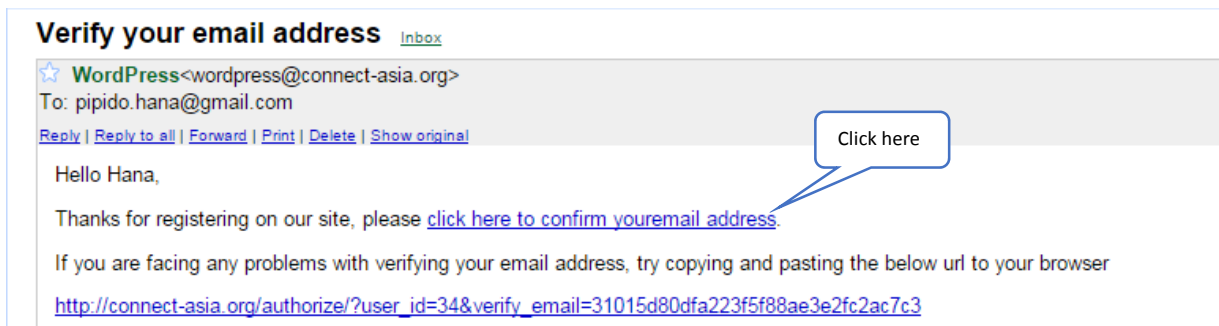 Verify your email address Inbox
WordPress<wordpress@connect-asia.org>
To: pipido.hana@gmail.com
Reply | Reply to all | Forward | Print | Delete | Show original
Click here
Hello Hana,
Thanks for registering on our site, please click here to confirm youremail address.
If you are facing any problems with verifying your email address, try copying and pasting the below url to your browser
http://connect-asia.org/authorize/?user_id=34&verify_email=31015d80dfa223f5f88ae3e2fc2ac7c3